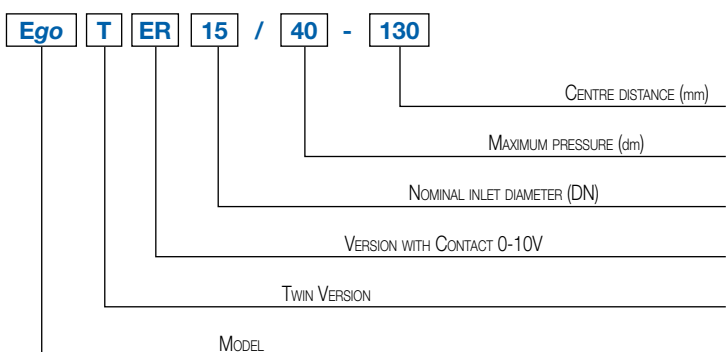 Ego T ER 15 / 40 - 130
CENTRE DISTANCE (mm)
MAXIMUM PRESSURE (dm)
NOMINAL INLET DIAMETER (DN)
VERSION WITH CONTACT 0-10V
TWIN VERSION
MODEL